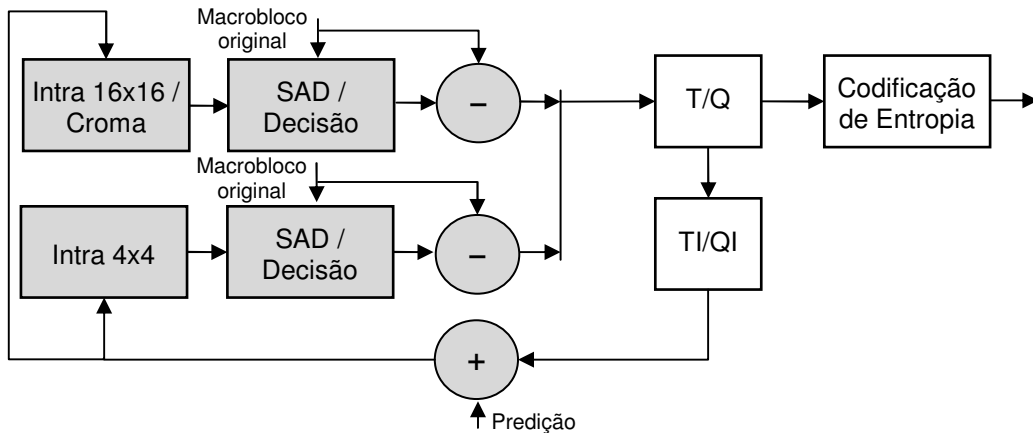 Macrobloco
original
Intra 16x16 /
Croma
SAD /
Decisão
–
T/Q
Codificação
de Entropia
Macrobloco
original
Intra 4x4
SAD /
Decisão
–
TI/QI
+
Predição